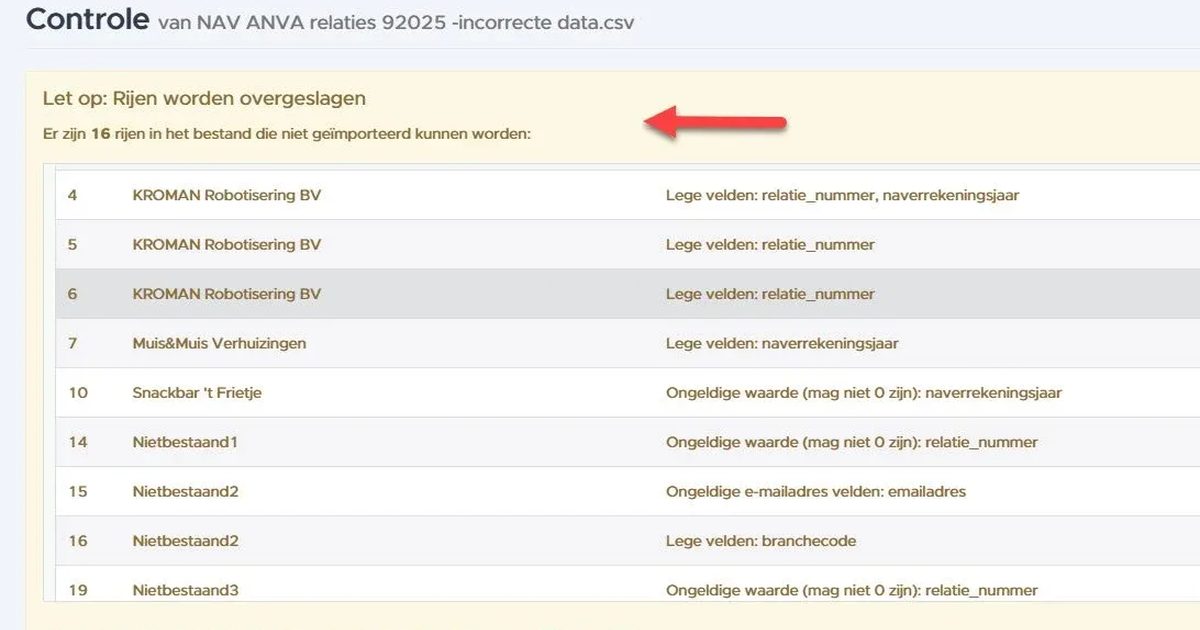 Controle van NAV ANVA relaties 92025 -incorrecte data.csv
Let op: Rijen worden overgeslagen
Er zijn 16 rijen in het bestand die niet geïmporteerd kunnen worden:
4 KROMAN Robotisering BV Lege velden: relatie_nummer, naverrekeningsjaar
5 KROMAN Robotisering BV Lege velden: relatie_nummer
6 KROMAN Robotisering BV Lege velden: relatie_nummer
7 Muis&Muis Verhuizingen Lege velden: naverrekeningsjaar
10 Snackbar 't Frietje Ongeldige waarde (mag niet 0 zijn): naverrekeningsjaar
14 Nietbestaand1 Ongeldige waarde (mag niet 0 zijn): relatie_nummer
15 Nietbestaand2 Ongeldige e-mailadres velden: emailadres
16 Nietbestaand2 Lege velden: branchecode
19 Nietbestaand3 Ongeldige waarde (mag niet 0 zijn): relatie_nummer